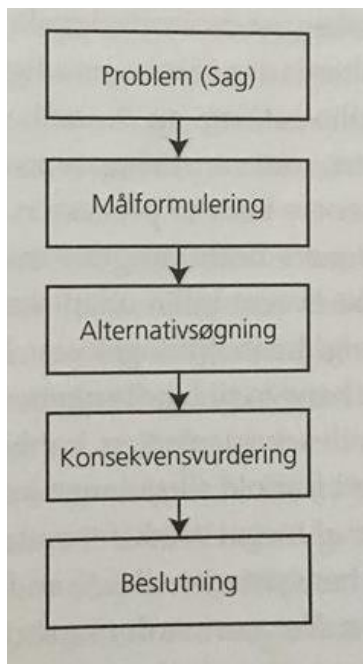 Problem (Sag)
Målformulering
Alternativsøgning
Konsekvensvurdering
Beslutning